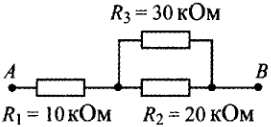 R₃ = 30 кОм
A
B
R₁ = 10 кОм
R₂ = 20 кОм